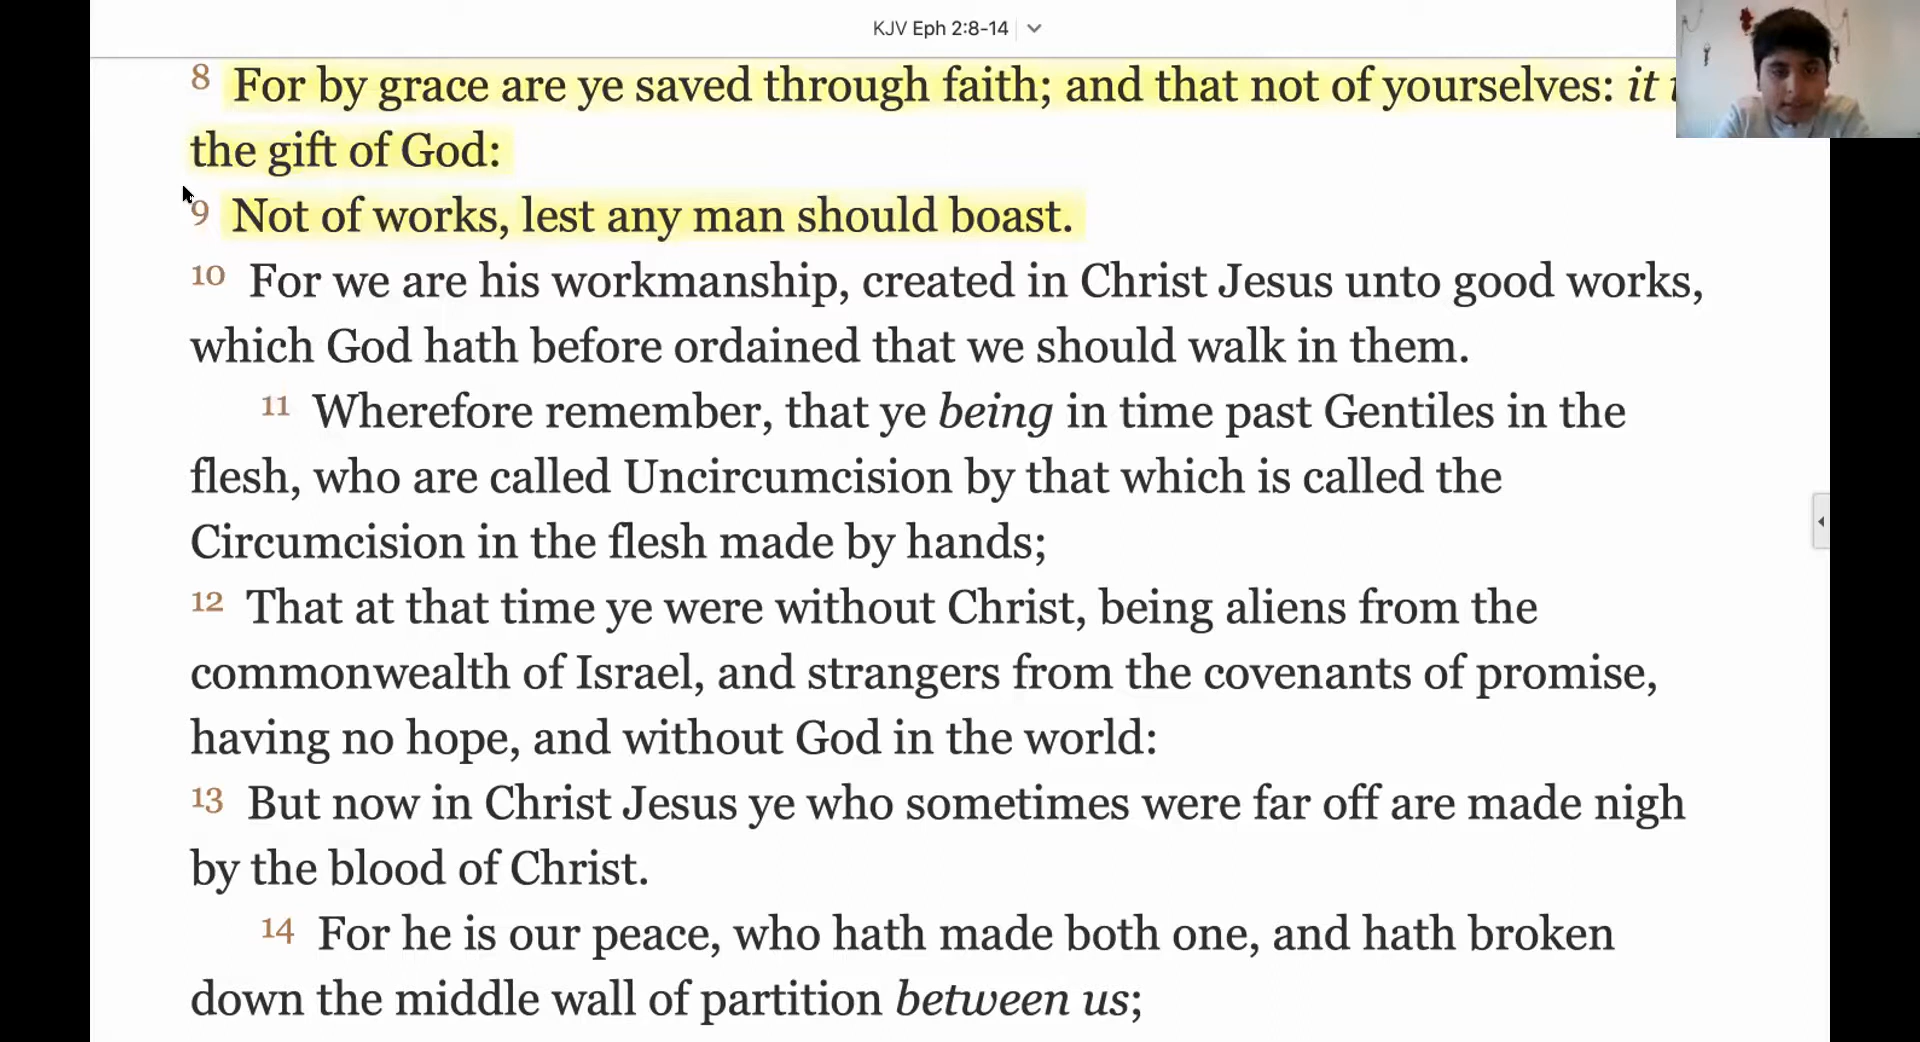 KJV Eph 2:8-14
8 For by grace are ye saved through faith; and that not of yourselves: it
the gift of God:
9 Not of works, lest any man should boast.
10 For we are his workmanship, created in Christ Jesus unto good works,
which God hath before ordained that we should walk in them.
11 Wherefore remember, that ye being in time past Gentiles in the
flesh, who are called Uncircumcision by that which is called the
Circumcision in the flesh made by hands;
12 That at that time ye were without Christ, being aliens from the
commonwealth of Israel, and strangers from the covenants of promise,
having no hope, and without God in the world:
13 But now in Christ Jesus ye who sometimes were far off are made nigh
by the blood of Christ.
14 For he is our peace, who hath made both one, and hath broken
down the middle wall of partition between us;